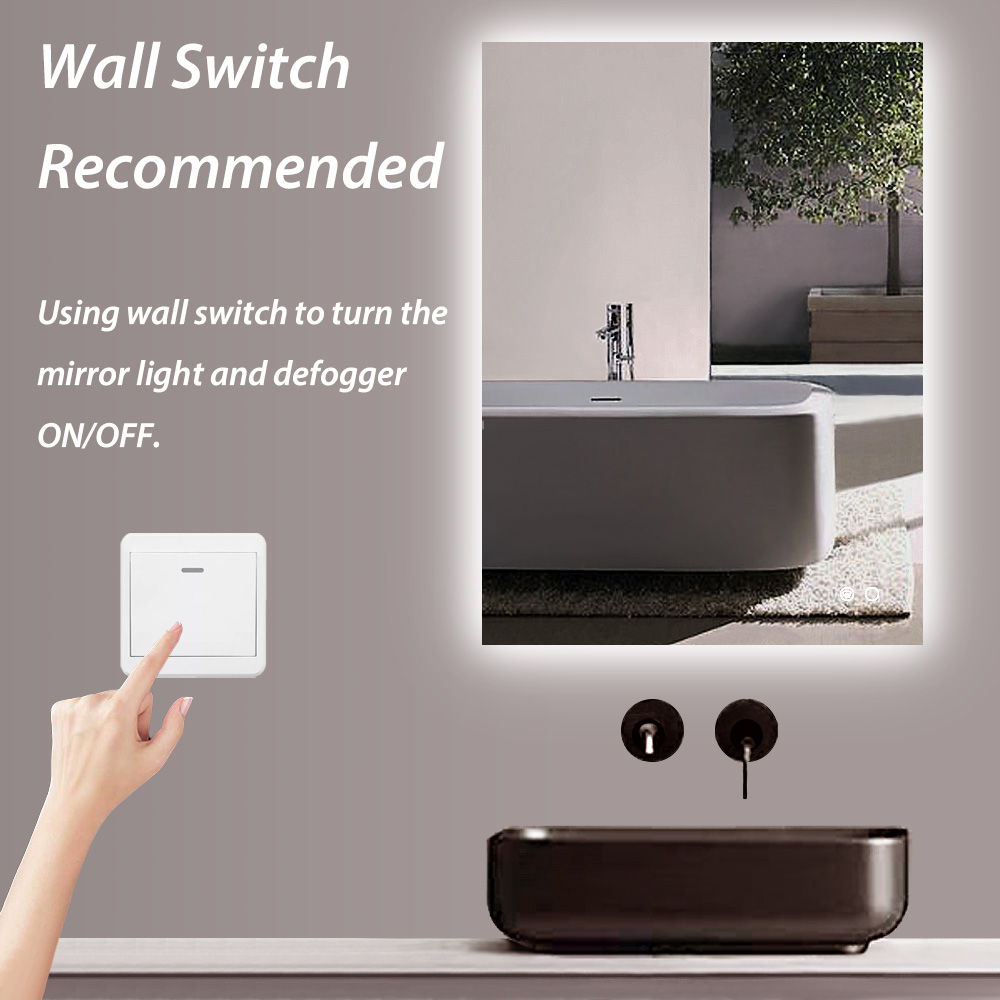 Wall Switch
Recommended
Using wall switch to turn the
mirror light and defogger
ON/OFF.